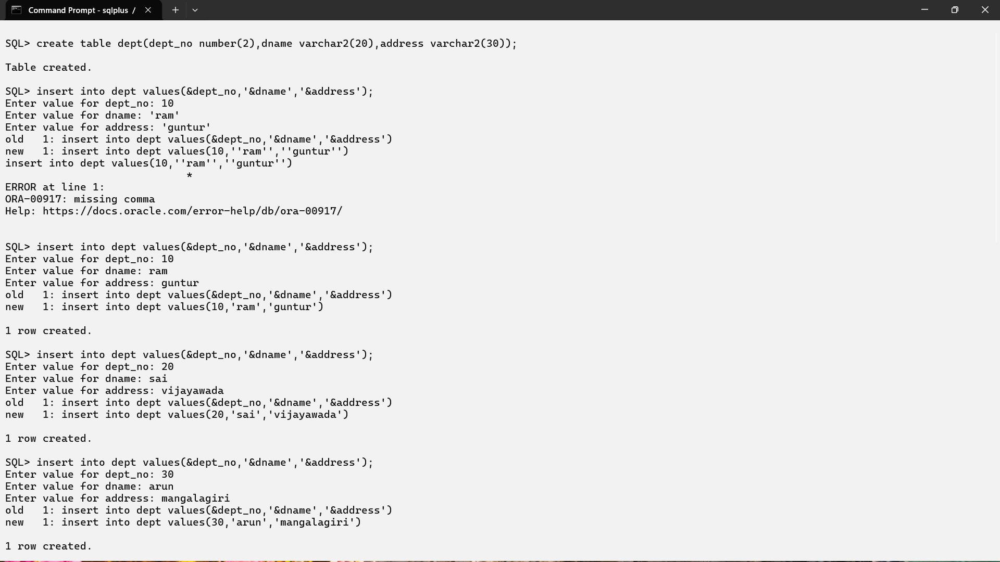 Command Prompt - sqlplus /
SQL> create table dept(dept_no number(2),dname varchar2(20),address varchar2(30));
Table created.
SQL> insert into dept values(&dept_no,'&dname','&address');
Enter value for dept_no: 10
Enter value for dname: 'ram'
Enter value for address: 'guntur'
old   1: insert into dept values(&dept_no,'&dname','&address')
new   1: insert into dept values(10,''ram'',''guntur'')
insert into dept values(10,''ram'',''guntur'')
                             *
ERROR at line 1:
ORA-00917: missing comma
Help: https://docs.oracle.com/error-help/db/ora-00917/
SQL> insert into dept values(&dept_no,'&dname','&address');
Enter value for dept_no: 10
Enter value for dname: ram
Enter value for address: guntur
old   1: insert into dept values(&dept_no,'&dname','&address')
new   1: insert into dept values(10,'ram','guntur')
1 row created.
SQL> insert into dept values(&dept_no,'&dname','&address');
Enter value for dept_no: 20
Enter value for dname: sai
Enter value for address: vijayawada
old   1: insert into dept values(&dept_no,'&dname','&address')
new   1: insert into dept values(20,'sai','vijayawada')
1 row created.
SQL> insert into dept values(&dept_no,'&dname','&address');
Enter value for dept_no: 30
Enter value for dname: arun
Enter value for address: mangalagiri
old   1: insert into dept values(&dept_no,'&dname','&address')
new   1: insert into dept values(30,'arun','mangalagiri')
1 row created.